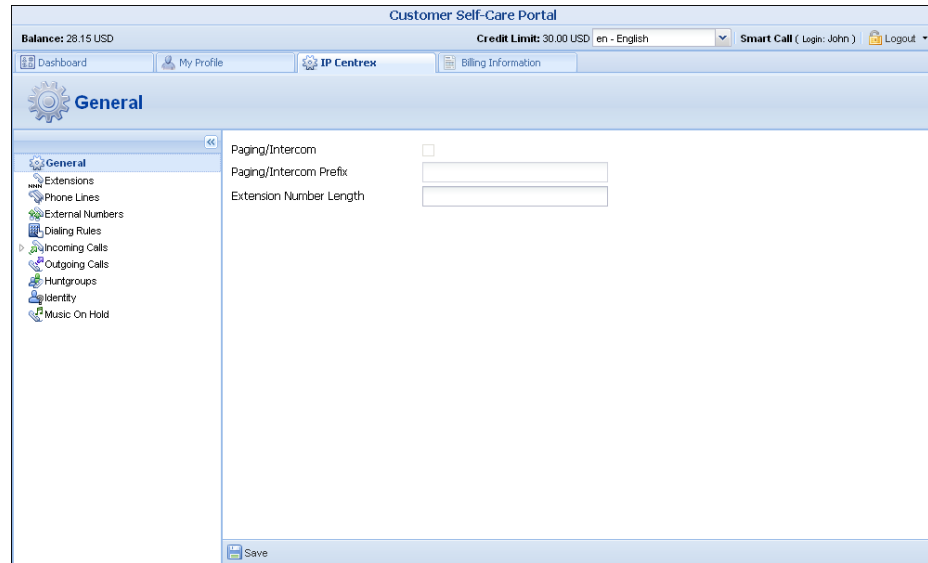 Customer Self-Care Portal
Balance: 28.15 USD Credit Limit: 30.00 USD en - English Smart Call ( Login: John ) Logout
Dashboard My Profile IP Centrex Billing Information
General
General
Extensions
Phone Lines
External Numbers
Dialing Rules
Incoming Calls
Outgoing Calls
Huntgroups
Identity
Music On Hold
Paging/Intercom
Paging/Intercom Prefix
Extension Number Length
Save